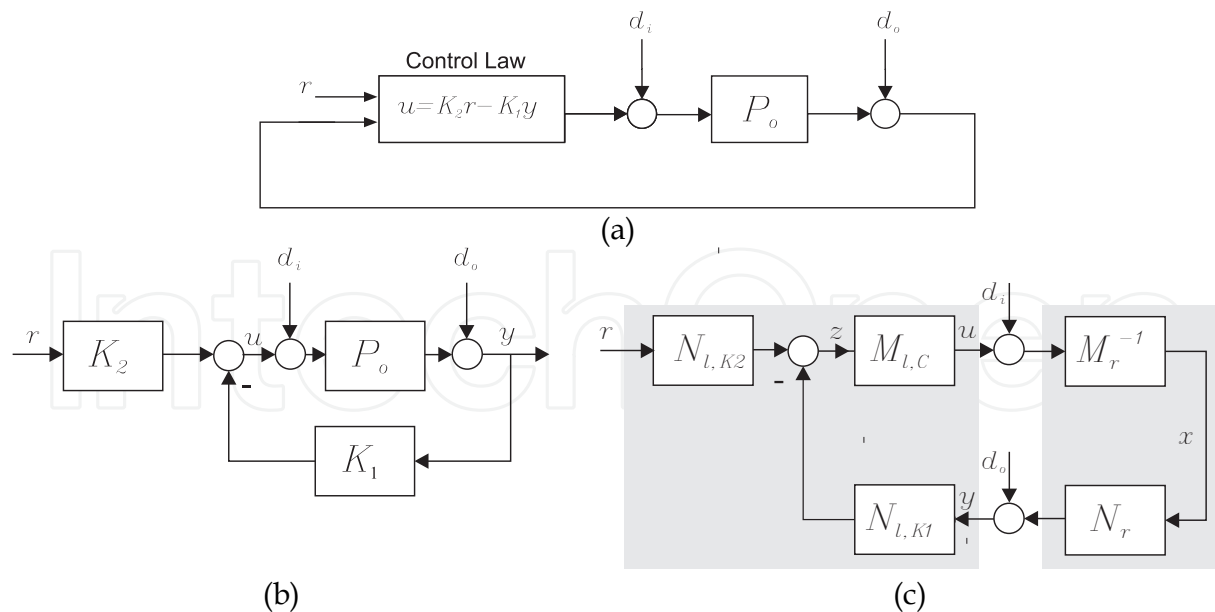 d_i
d_o
Control Law
r
u=K_2r-K_1y
P_o
(a)
d_i
d_o
r
K_2
u
P_o
y
-
K_1
(b)
d_i
r
N_{l,K2}
z
M_{l,C}
u
M_r^{-1}
-
x
d_o
N_{l,K1}
y
N_r
(c)
IntechOpen